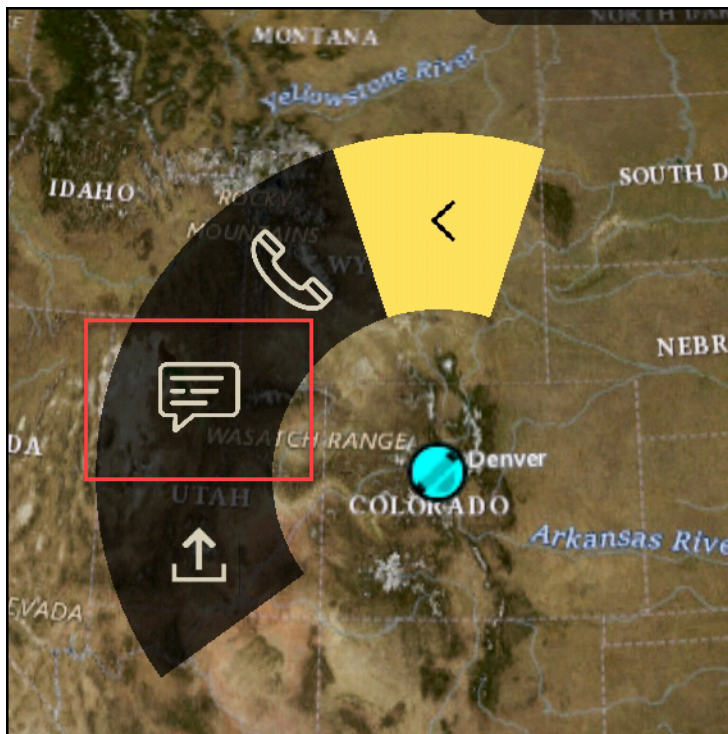 NORTH DA
MONTANA
Yellowstone River
IDAHO
ROCKY
MOUNTAINS
SOUTH D
WY
NEBR
DA
WASATCH RANGE
Denver
UTAH
COLORADO
Arkansas Rive
EVADA